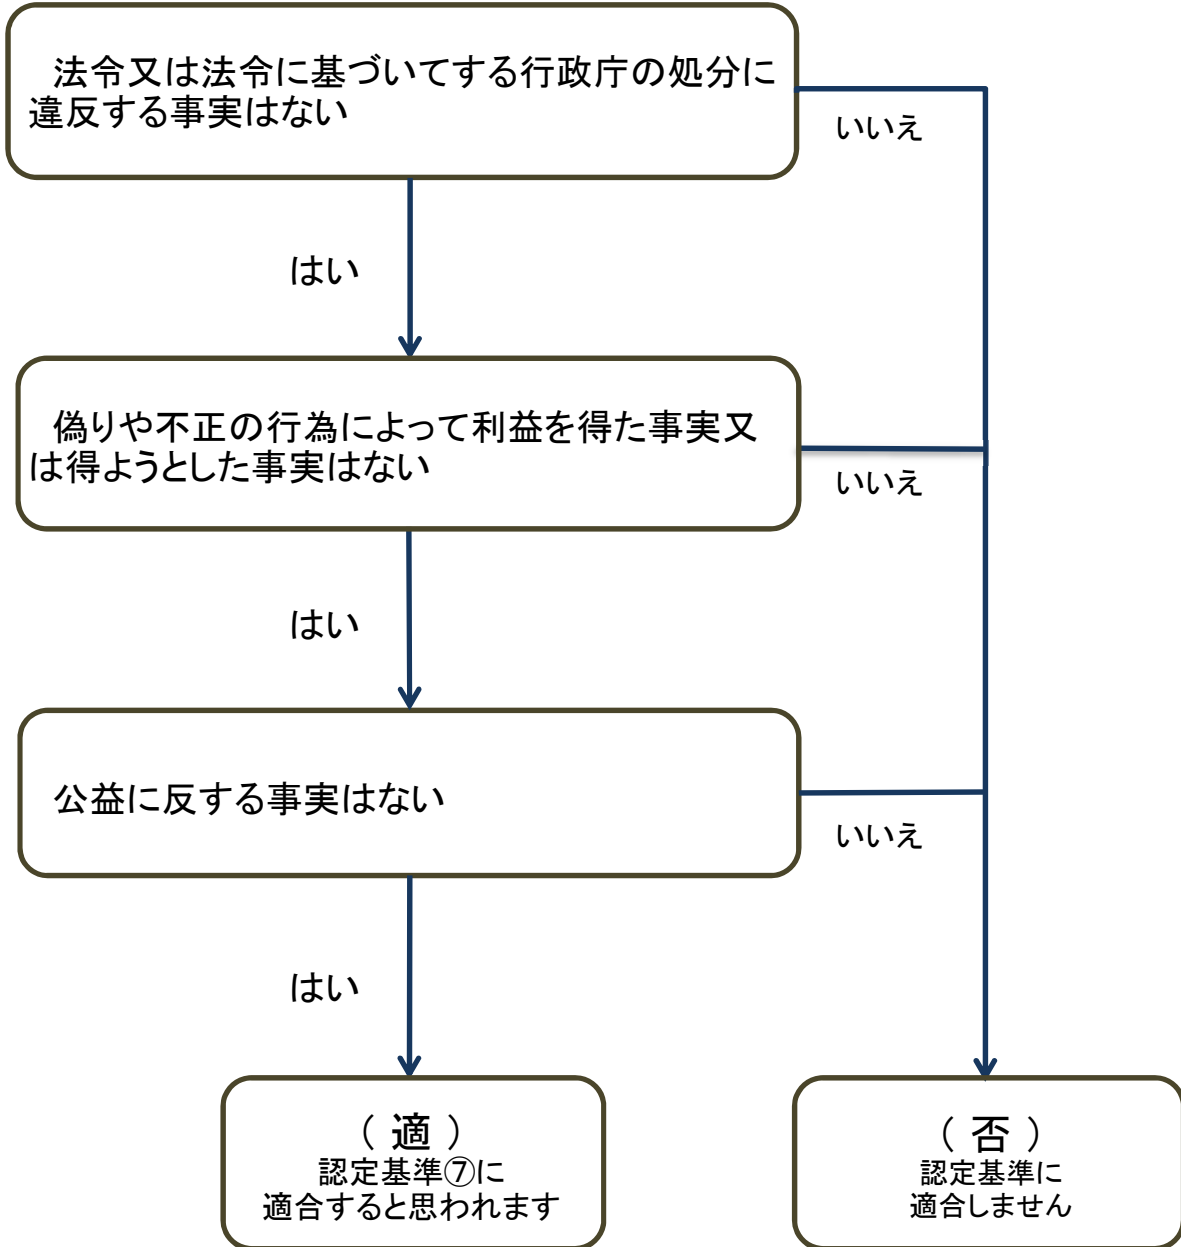 法令又は法令に基づいてする行政庁の処分に
違反する事実はない
いいえ
はい
偽りや不正の行為によって利益を得た事実又
は得ようとした事実はない
いいえ
はい
公益に反する事実はない
いいえ
はい
（ 適 ）
認定基準⑦に
適合すると思われます
（ 否 ）
認定基準に
適合しません